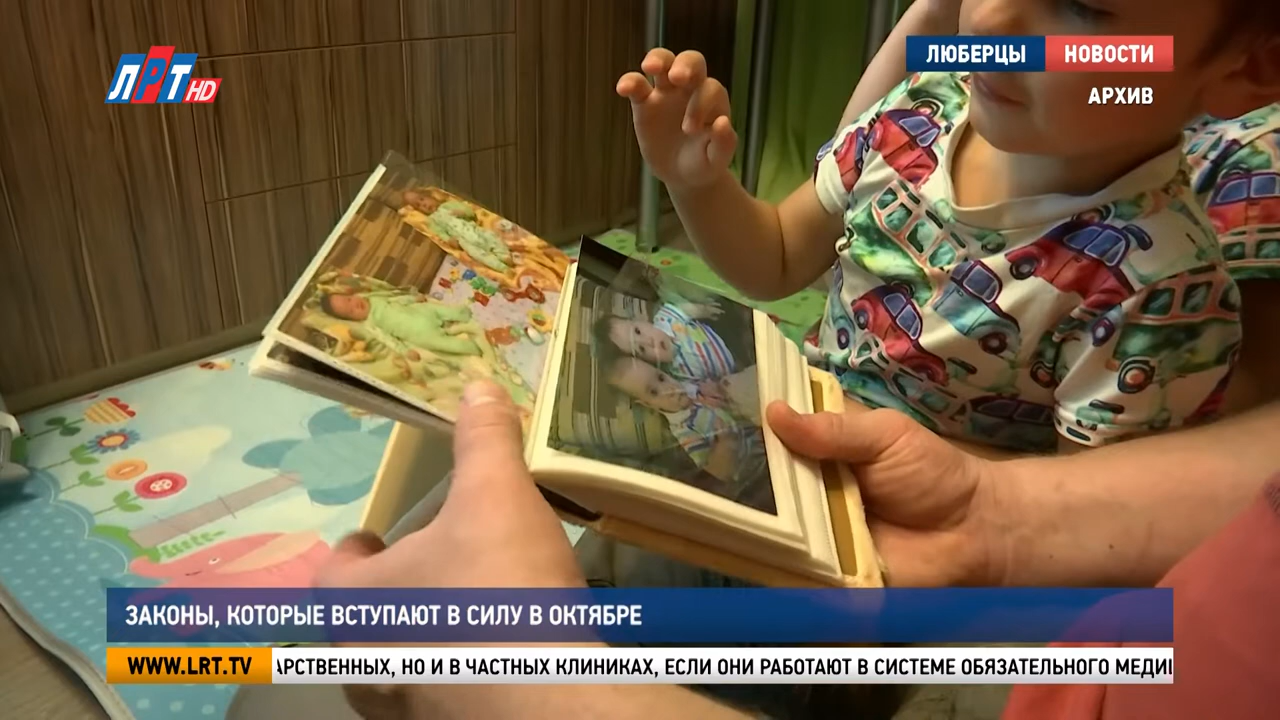 ЛРТ HD
ЛЮБЕРЦЫ НОВОСТИ
АРХИВ
ЗАКОНЫ, КОТОРЫЕ ВСТУПАЮТ В СИЛУ В ОКТЯБРЕ
WWW.LRT.TV АРСТВЕННЫХ, НО И В ЧАСТНЫХ КЛИНИКАХ, ЕСЛИ ОНИ РАБОТАЮТ В СИСТЕМЕ ОБЯЗАТЕЛЬНОГО МЕДИ